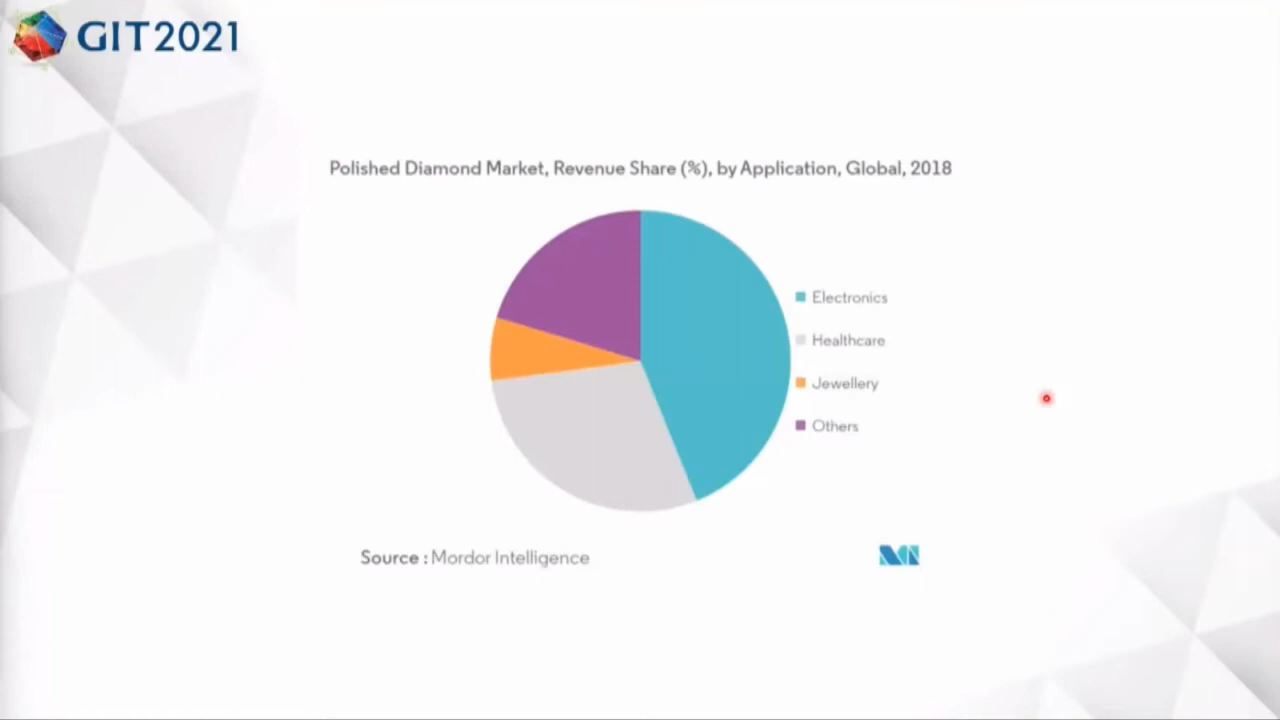 GIT2021
Polished Diamond Market, Revenue Share (%), by Application, Global, 2018
Electronics
Healthcare
Jewellery
Others
Source : Mordor Intelligence